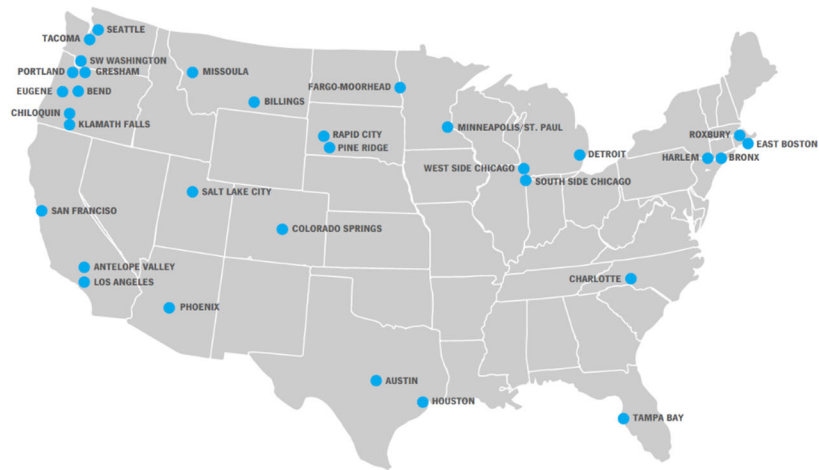 SEATTLE
TACOMA
SW WASHINGTON
PORTLAND
GRESHAM
MISSOULA
FARGO-MOORHEAD
EUGENE
BEND
BILLINGS
CHILOQUIN
KLAMATH FALLS
MINNEAPOLIS/ST. PAUL
RAPID CITY
PINE RIDGE
ROXBURY
EAST BOSTON
DETROIT
HARLEM
BRONX
WEST SIDE CHICAGO
SOUTH SIDE CHICAGO
SALT LAKE CITY
SAN FRANCISO
COLORADO SPRINGS
ANTELOPE VALLEY
LOS ANGELES
CHARLOTTE
PHOENIX
AUSTIN
HOUSTON
TAMPA BAY